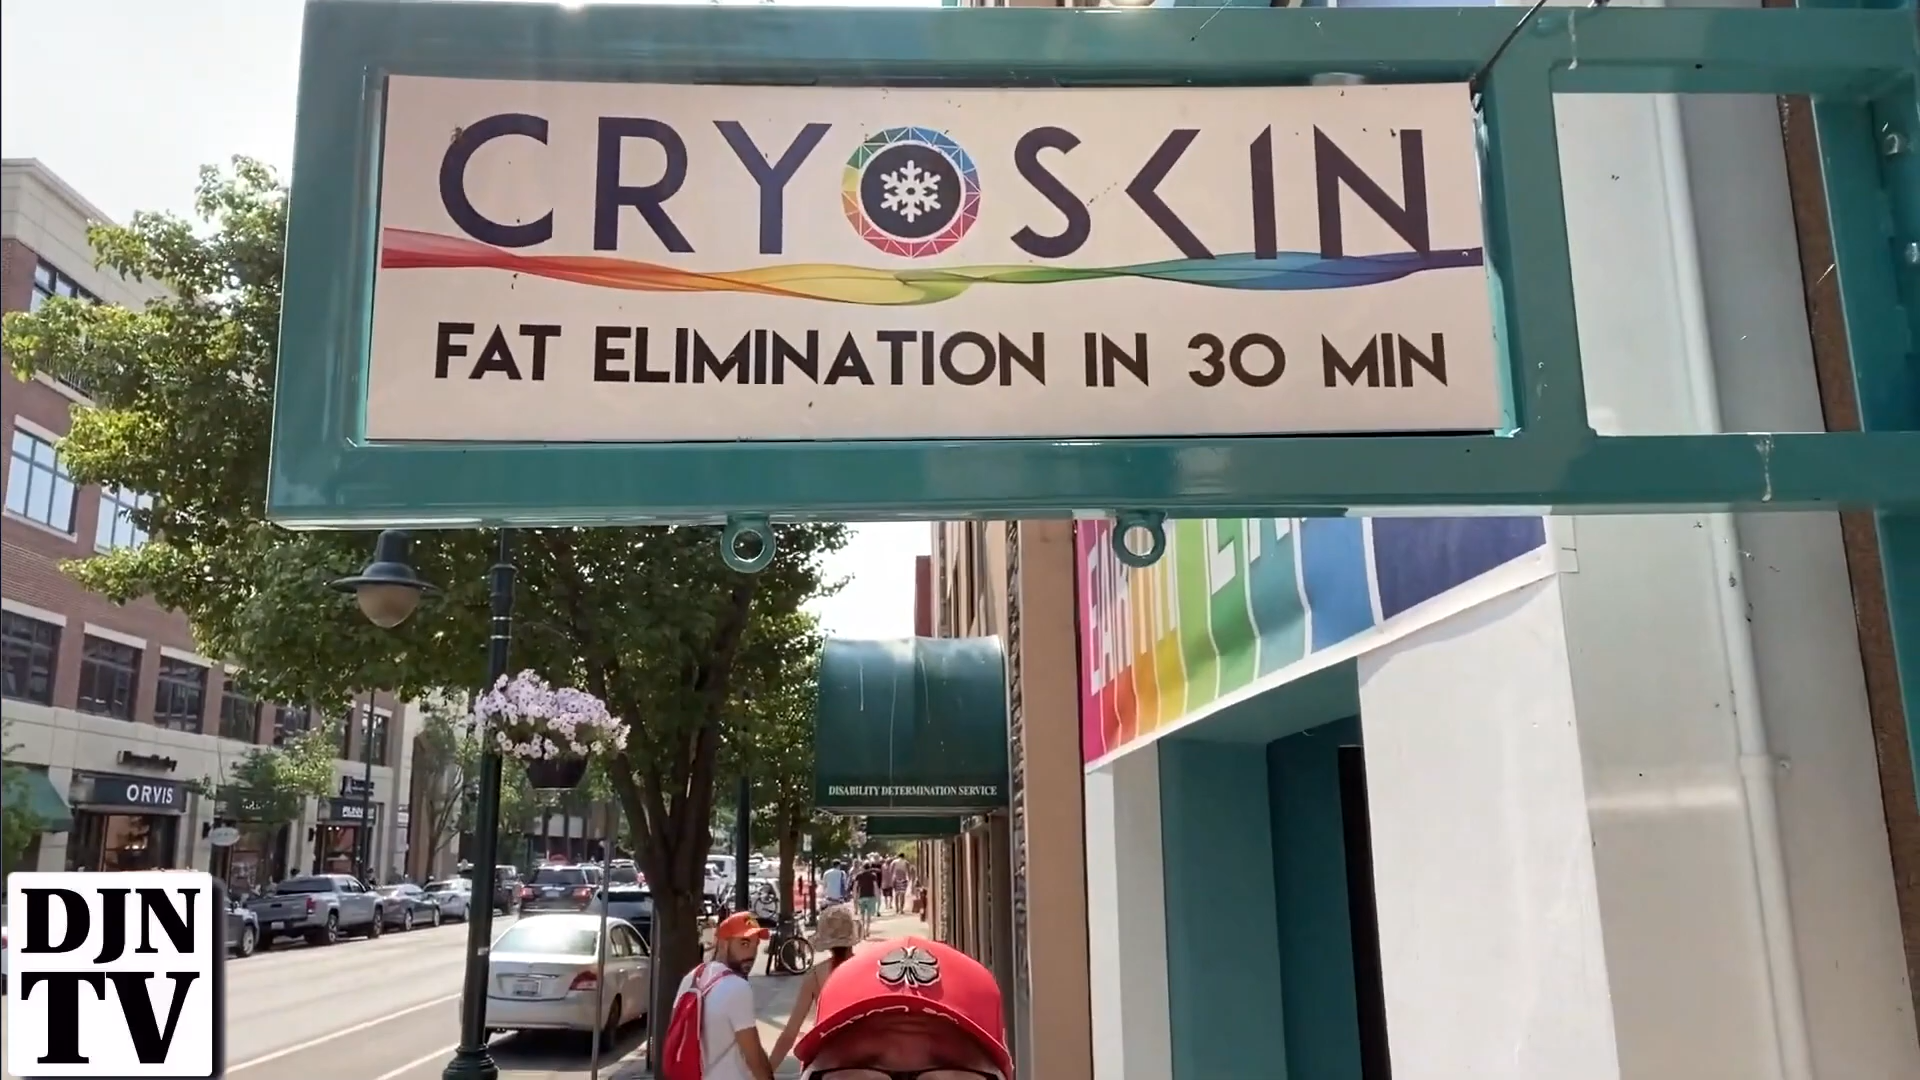 CRYOSKIN
FAT ELIMINATION IN 30 MIN
ORVIS
DISABILITY DETERMINATION SERVICE
DJN
TV